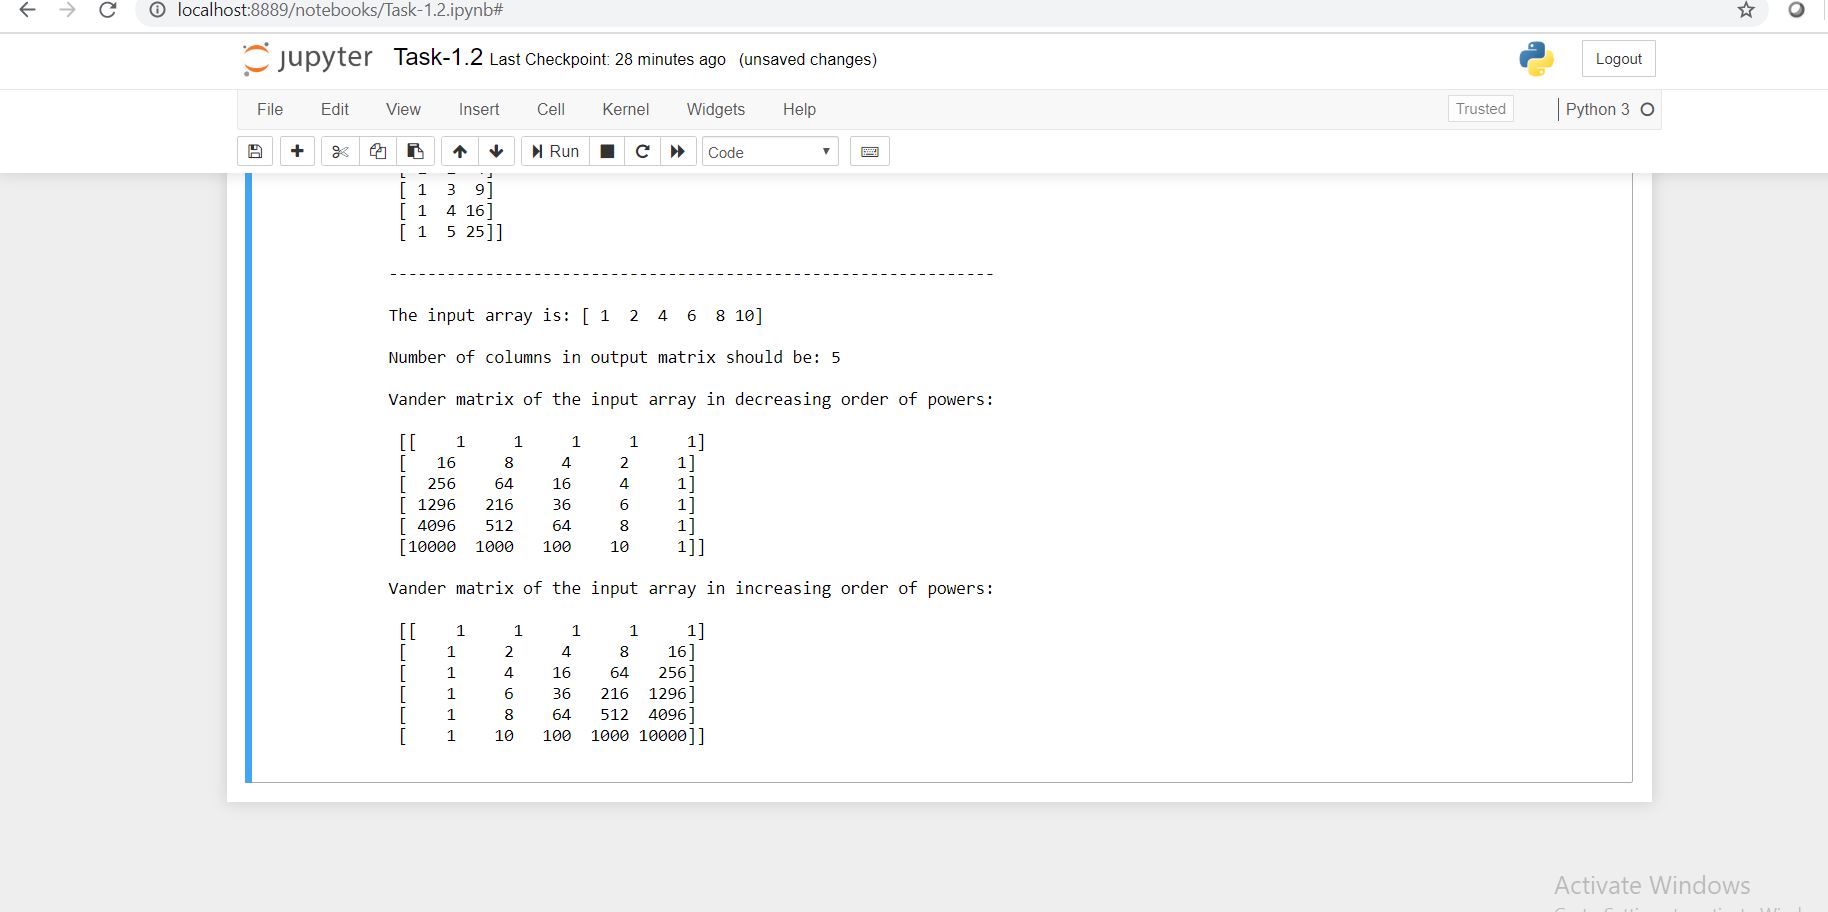 localhost:8889/notebooks/Task-1.2.ipynb#
jupyter Task-1.2 Last Checkpoint: 28 minutes ago (unsaved changes) Logout
File Edit View Insert Cell Kernel Widgets Help Trusted Python 3
Run Code
[ 1  3  9]
[ 1  4 16]
[ 1  5 25]]
---------------------------------------------------------------
The input array is: [ 1  2  4  6  8 10]
Number of columns in output matrix should be: 5
Vander matrix of the input array in decreasing order of powers:
[[    1     1     1     1     1]
[   16     8     4     2     1]
[  256    64    16     4     1]
[ 1296   216    36     6     1]
[ 4096   512    64     8     1]
[10000  1000   100    10     1]]
Vander matrix of the input array in increasing order of powers:
[[    1     1     1     1     1]
[    1     2     4     8    16]
[    1     4    16    64   256]
[    1     6    36   216  1296]
[    1     8    64   512  4096]
[    1    10   100  1000 10000]]
Activate Windows